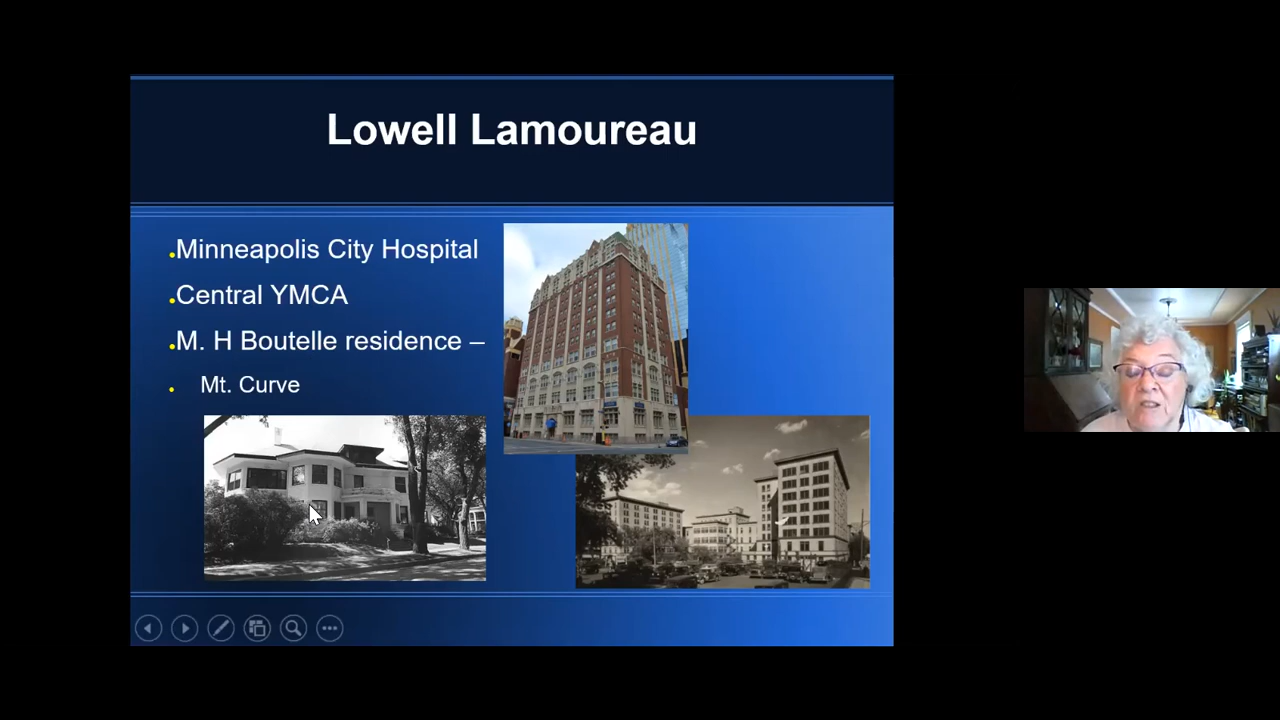 Lowell Lamoureau
.Minneapolis City Hospital
.Central YMCA
.M. H Boutelle residence –
. Mt. Curve